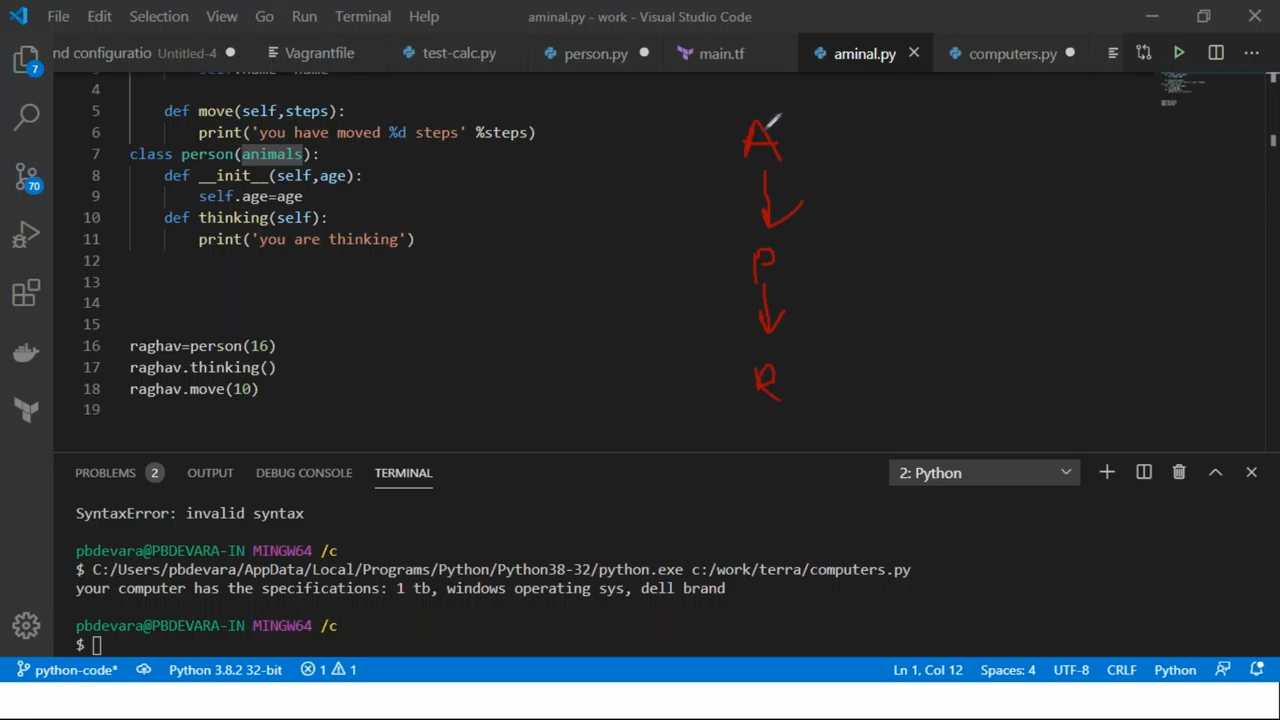 File Edit Selection View Go Run Terminal Help aminal.py - work - Visual Studio Code
nd configuratio Untitled-4 Vagrantfile test-calc.py person.py main.tf aminal.py computers.py
7
70
4
5 def move(self,steps):
6 print('you have moved %d steps' %steps)
7 class person(animals):
8 def __init__(self,age):
9 self.age=age
10 def thinking(self):
11 print('you are thinking')
12
13
14
15
16 raghav=person(16)
17 raghav.thinking()
18 raghav.move(10)
19
A
P
R
PROBLEMS 2 OUTPUT DEBUG CONSOLE TERMINAL 2: Python
SyntaxError: invalid syntax
pbdevara@PBDEVARA-IN MINGW64 /c
$ C:/Users/pbdevara/AppData/Local/Programs/Python/Python38-32/python.exe c:/work/terra/computers.py
your computer has the specifications: 1 tb, windows operating sys, dell brand
pbdevara@PBDEVARA-IN MINGW64 /c
$
python-code* Python 3.8.2 32-bit 1 1 Ln 1, Col 12 Spaces: 4 UTF-8 CRLF Python